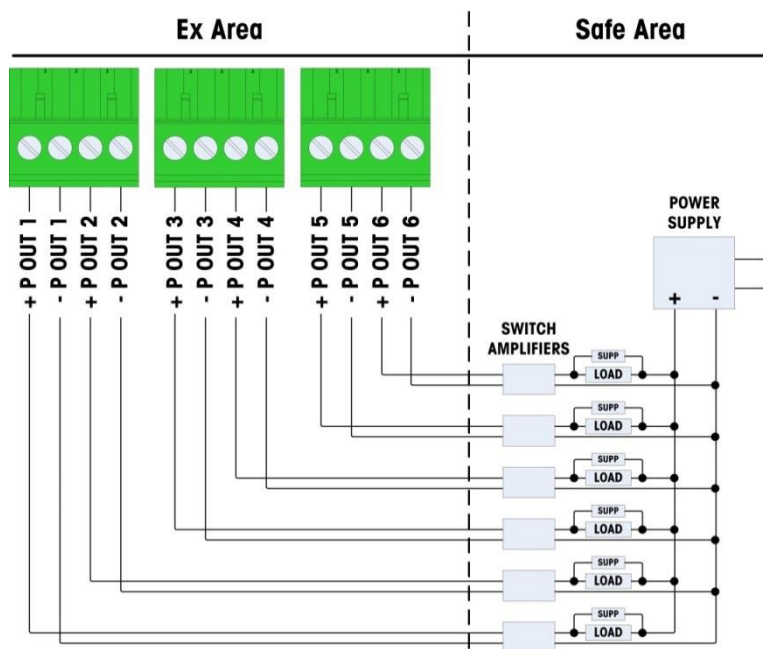 Ex Area
Safe Area
+ P OUT 1
- P OUT 1
+ P OUT 2
- P OUT 2
+ P OUT 3
- P OUT 3
+ P OUT 4
- P OUT 4
+ P OUT 5
- P OUT 5
+ P OUT 6
- P OUT 6
POWER
SUPPLY
+ -
SWITCH
AMPLIFIERS
SUPP
LOAD
SUPP
LOAD
SUPP
LOAD
SUPP
LOAD
SUPP
LOAD
SUPP
LOAD